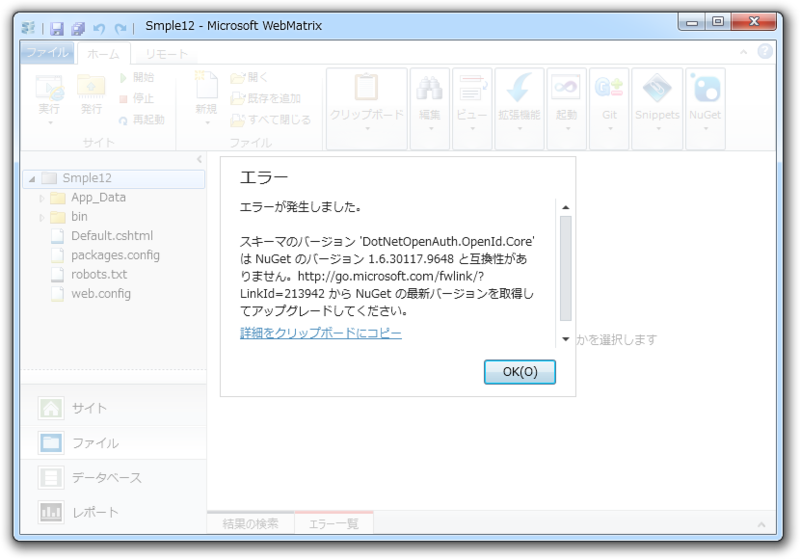 Smple12 - Microsoft WebMatrix
ファイル ホーム リモート
実行 発行 開始 停止 再起動
サイト
新規 開く 既存を追加 すべて閉じる
ファイル
クリップボード 編集 ビュー 拡張機能 起動 Git Snippets NuGet
Smple12
App_Data
bin
Default.cshtml
packages.config
robots.txt
web.config
エラー
エラーが発生しました。
スキーマのバージョン 'DotNetOpenAuth.OpenId.Core'
は NuGet のバージョン 1.6.30117.9648 と互換性があ
りません。http://go.microsoft.com/fwlink/?
LinkId=213942 から NuGet の最新バージョンを取得し
てアップグレードしてください。
詳細をクリップボードにコピー
OK(O)
かを選択します
サイト
ファイル
データベース
レポート
結果の検索 エラー一覧